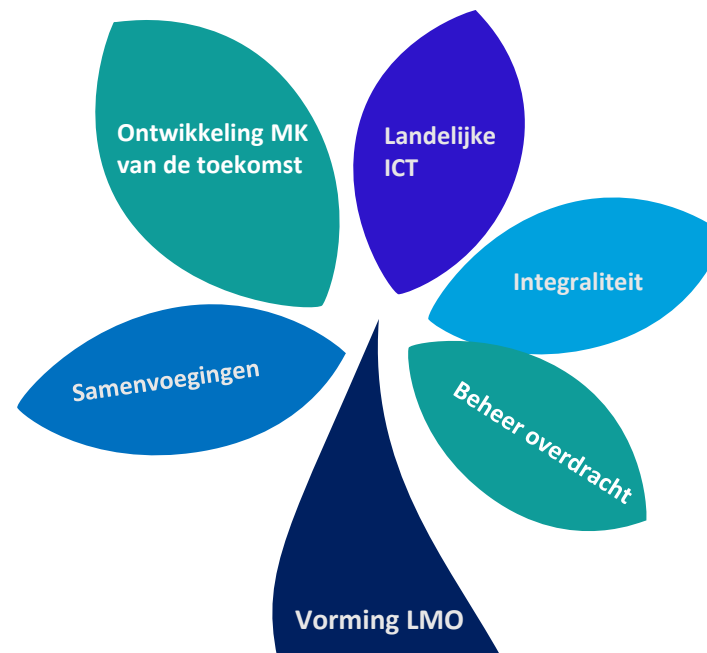 Ontwikkeling MK
van de toekomst
Landelijke
ICT
Integraliteit
Samenvoegingen
Beheer overdracht
Vorming LMO